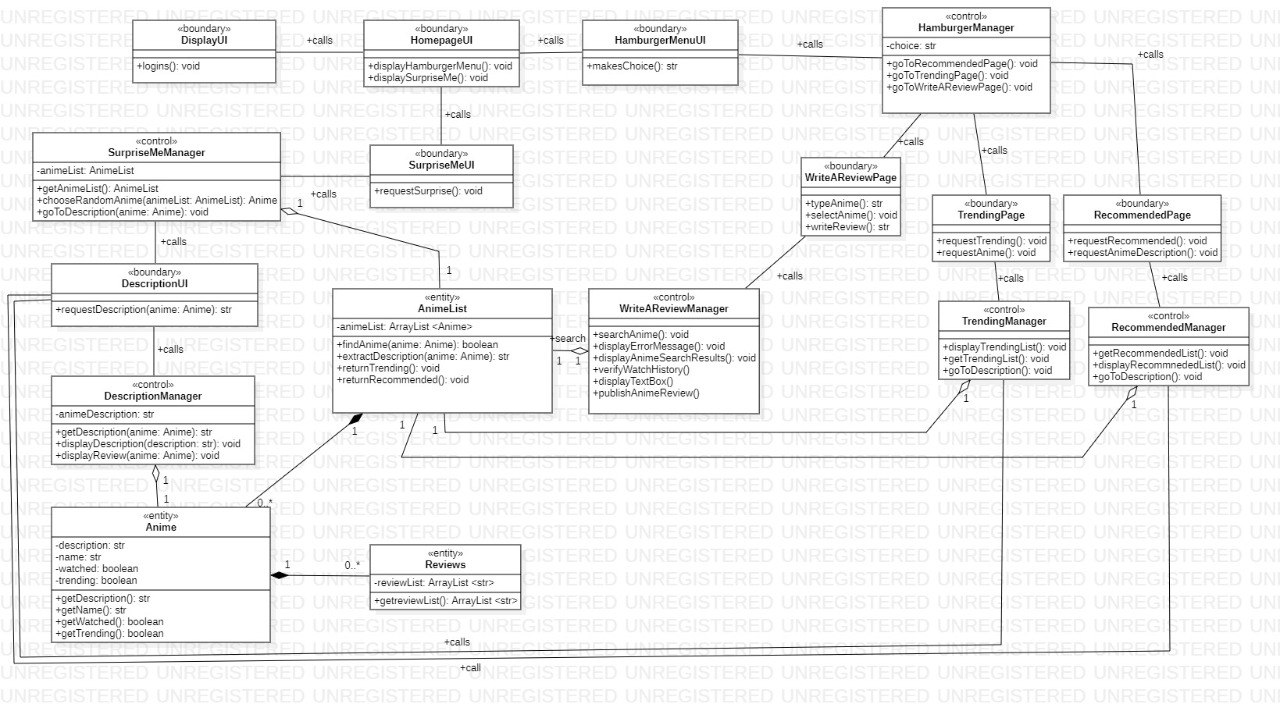 «boundary»
DisplayUI
+logins(): void
+calls
«boundary»
HomepageUI
+displayHamburgerMenu(): void
+displaySurpriseMe(): void
+calls
«boundary»
HamburgerMenuUI
+makesChoice(): str
+calls
«control»
HamburgerManager
-choice: str
+goToRecommendedPage(): void
+goToTrendingPage(): void
+goToWriteAReviewPage(): void
+calls
+calls
+calls
+calls
«control»
SurpriseMeManager
-animeList: AnimeList
+getAnimeList(): AnimeList
+chooseRandomAnime(animeList: AnimeList): Anime
+goToDescription(anime: Anime): void
+calls
1
1
«boundary»
SurpriseMeUI
+requestSurprise(): void
«boundary»
WriteAReviewPage
+typeAnime(): str
+selectAnime(): void
+writeReview(): str
«boundary»
TrendingPage
+requestTrending(): void
+requestAnime(): void
«boundary»
RecommendedPage
+requestRecommended(): void
+requestAnimeDescription(): void
+calls
+calls
+calls
+calls
«boundary»
DescriptionUI
+requestDescription(anime: Anime): str
+calls
«entity»
AnimeList
-animeList: ArrayList <Anime>
+findAnime(anime: Anime): boolean
+extractDescription(anime: Anime): str
+returnTrending(): void
+returnRecommended(): void
+search
1
1
«control»
WriteAReviewManager
+searchAnime(): void
+displayErrorMessage(): void
+displayAnimeSearchResults(): void
+verifyWatchHistory()
+displayTextBox()
+publishAnimeReview()
«control»
TrendingManager
+displayTrendingList(): void
+getTrendingList(): void
+goToDescription(): void
«control»
RecommendedManager
+getRecommendedList(): void
+displayRecommnededList(): void
+goToDescription(): void
«control»
DescriptionManager
-animeDescription: str
+getDescription(anime: Anime): str
+displayDescription(description: str): void
+displayReview(anime: Anime): void
1
1
1
1
1
1
1
0..*
«entity»
Anime
-description: str
-name: str
-watched: boolean
-trending: boolean
+getDescription(): str
+getName(): str
+getWatched(): boolean
+getTrending(): boolean
1
0..*
«entity»
Reviews
-reviewList: ArrayList <str>
+getreviewList(): ArrayList <str>
+calls
+call
UNREGISTERED